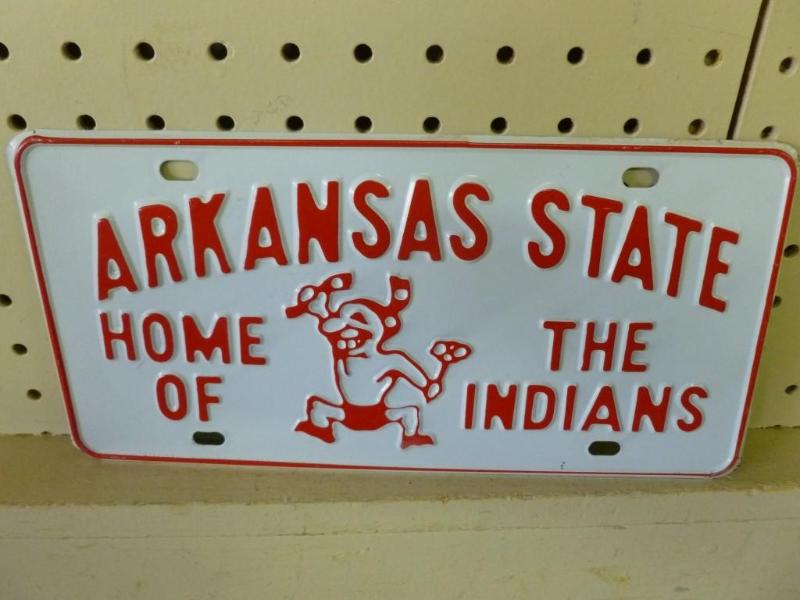 ARKANSAS STATE
HOME OF
THE INDIANS